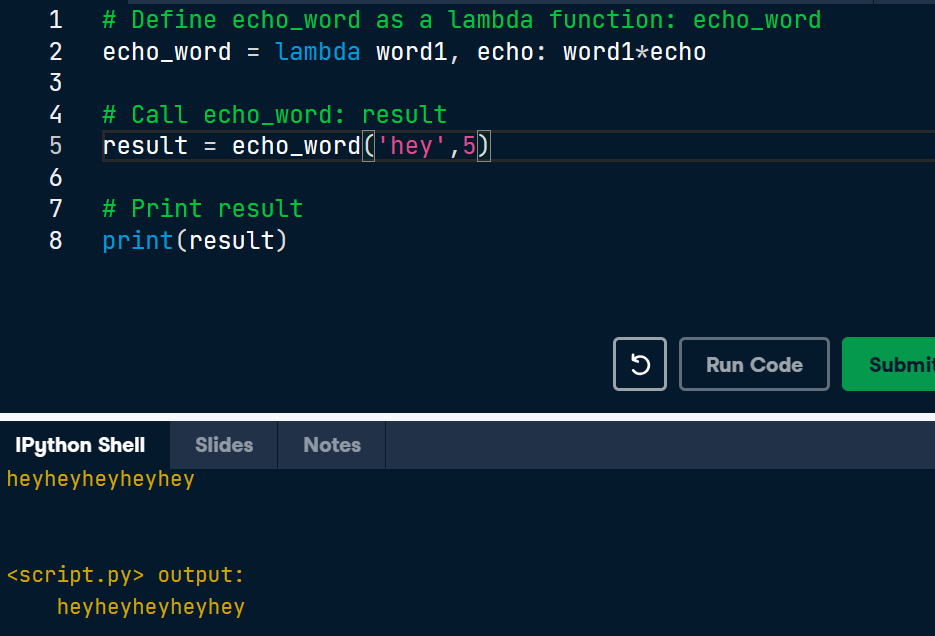 1 # Define echo_word as a lambda function: echo_word
2 echo_word = lambda word1, echo: word1*echo
3
4 # Call echo_word: result
5 result = echo_word('hey',5)
6
7 # Print result
8 print(result)
Run Code Submit
IPython Shell Slides Notes
heyheyheyheyhey
<script.py> output:
heyheyheyheyhey